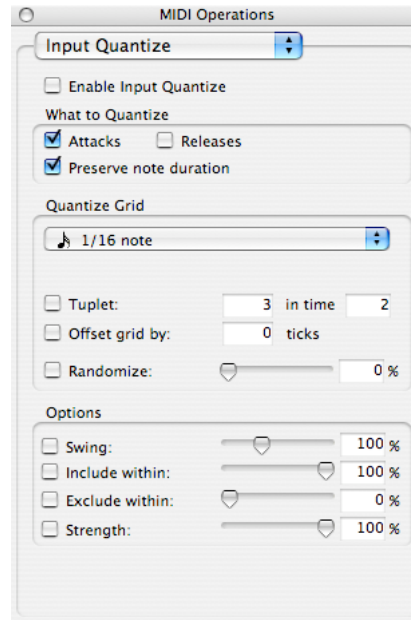 MIDI Operations
Input Quantize
Enable Input Quantize
What to Quantize
Attacks Releases
Preserve note duration
Quantize Grid
1/16 note
Tuplet: 3 in time 2
Offset grid by: 0 ticks
Randomize: 0 %
Options
Swing: 100 %
Include within: 100 %
Exclude within: 0 %
Strength: 100 %